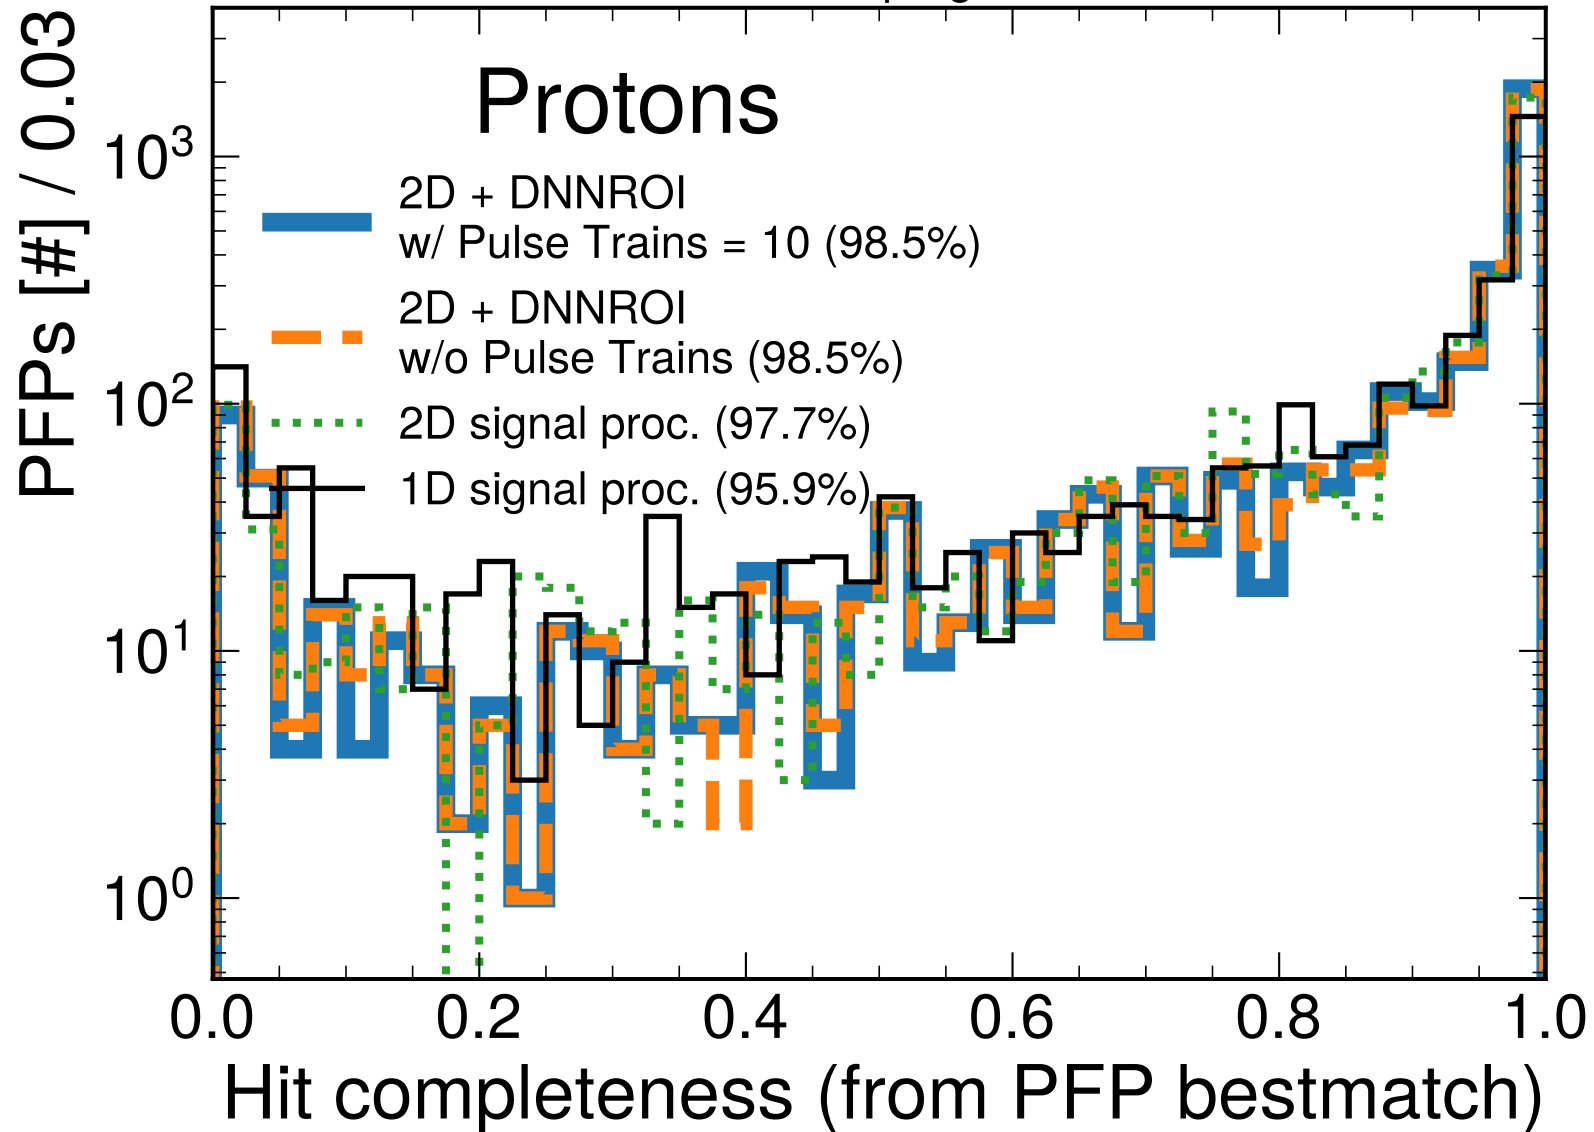 PFPs [#] / 0.03
Protons
2D + DNNROI
w/ Pulse Trains = 10 (98.5%)
2D + DNNROI
w/o Pulse Trains (98.5%)
2D signal proc. (97.7%)
1D signal proc. (95.9%)
10³
10²
10¹
10⁰
0.0 0.2 0.4 0.6 0.8 1.0
Hit completeness (from PFP bestmatch)